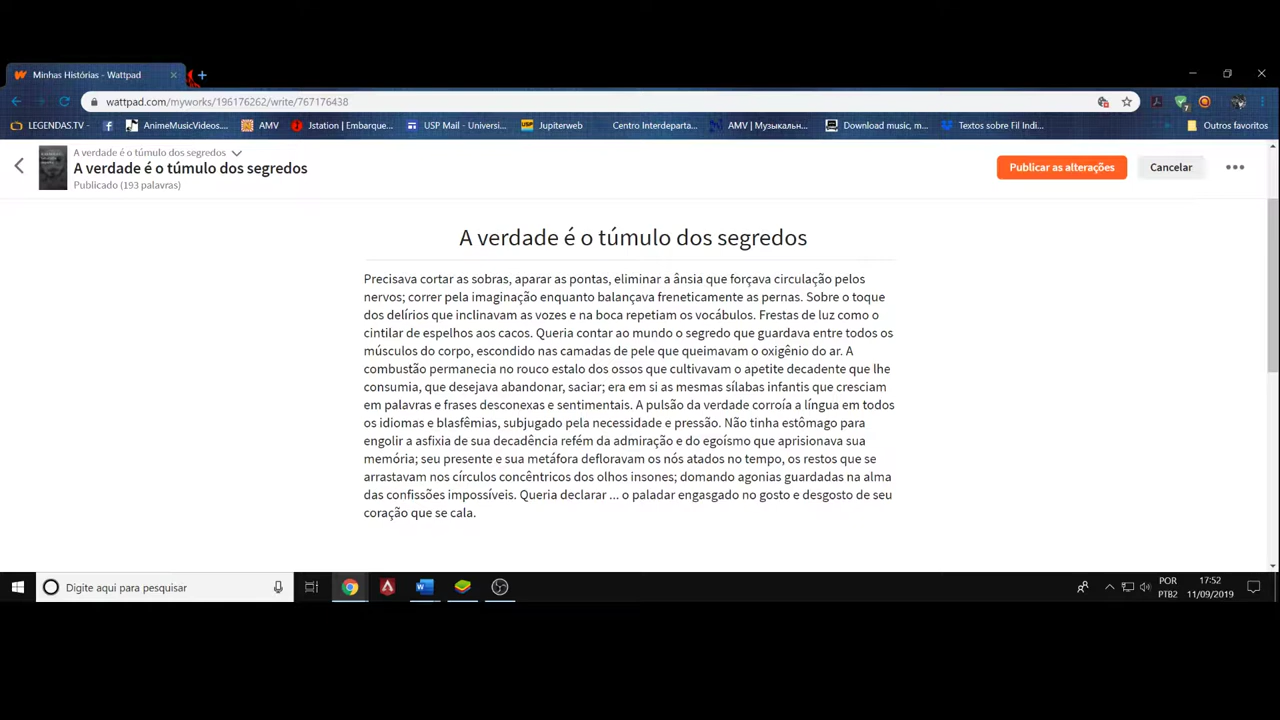 Minhas Histórias - Wattpad
wattpad.com/myworks/196176262/write/767176438
LEGENDAS.TV AnimeMusicVideos.... AMV Jstation | Embarque... USP Mail - Universi... Jupiterweb Centro Interdeparta... AMV | Музыкальн... Download music, m... Textos sobre Fil Indi... Outros favoritos
A verdade é o túmulo dos segredos
A verdade é o túmulo dos segredos
Publicado (193 palavras)
Publicar as alterações
Cancelar
A verdade é o túmulo dos segredos
Precisava cortar as sobras, aparar as pontas, eliminar a ânsia que forçava circulação pelos
nervos; correr pela imaginação enquanto balançava freneticamente as pernas. Sobre o toque
dos delírios que inclinavam as vozes e na boca repetiam os vocábulos. Frestas de luz como o
cintilar de espelhos aos cacos. Queria contar ao mundo o segredo que guardava entre todos os
músculos do corpo, escondido nas camadas de pele que queimavam o oxigênio do ar. A
combustão permanecia no rouco estalo dos ossos que cultivavam o apetite decadente que lhe
consumia, que desejava abandonar, saciar; era em si as mesmas sílabas infantis que cresciam
em palavras e frases desconexas e sentimentais. A pulsão da verdade corroía a língua em todos
os idiomas e blasfêmias, subjugado pela necessidade e pressão. Não tinha estômago para
engolir a asfixia de sua decadência refém da admiração e do egoísmo que aprisionava sua
memória; seu presente e sua metáfora defloravam os nós atados no tempo, os restos que se
arrastavam nos círculos concêntricos dos olhos insones; domando agonias guardadas na alma
das confissões impossíveis. Queria declarar ... o paladar engasgado no gosto e desgosto de seu
coração que se cala.
Digite aqui para pesquisar
POR 17:52
PTB2 11/09/2019